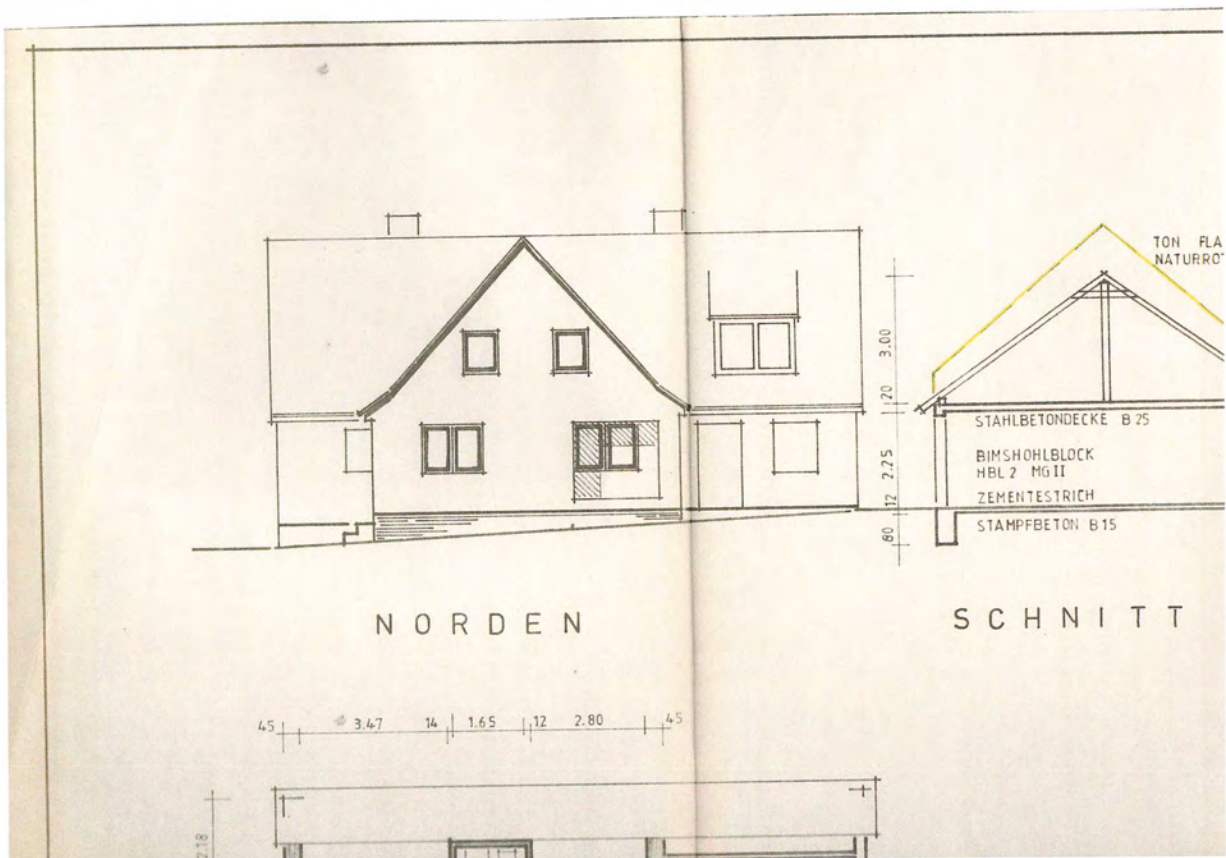 TON FLA
NATURRO
3.00
20
2.25
12
80
STAHLBETONDECKE B 25
BIMSHOHLBLOCK
HBL 2 MG II
ZEMENTESTRICH
STAMPFBETON B 15
NORDEN
SCHNITT
45 3.47 14 1.65 12 2.80 45
2.18